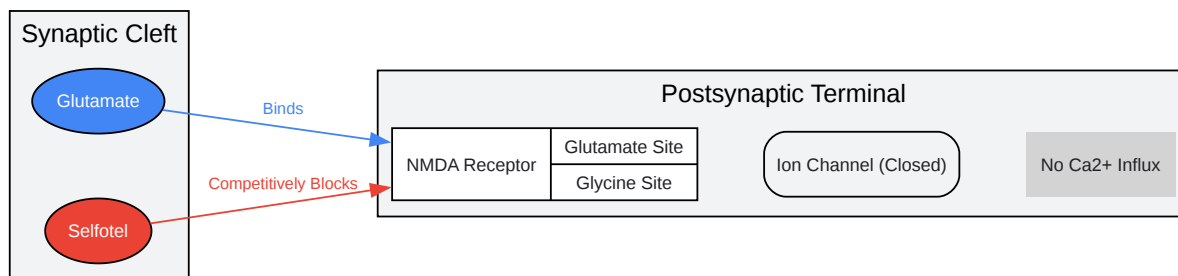 Synaptic Cleft
Glutamate
Selfotel
Binds
Competitively Blocks
Postsynaptic Terminal
NMDA Receptor
Glutamate Site
Glycine Site
Ion Channel (Closed)
No Ca2+ Influx